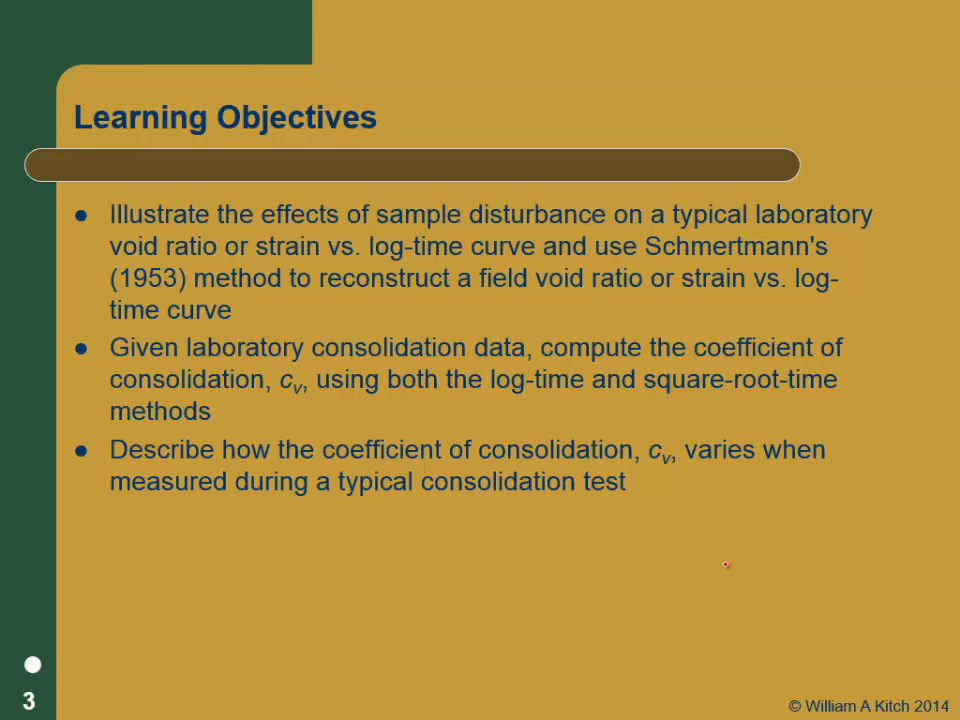 Learning Objectives
● Illustrate the effects of sample disturbance on a typical laboratory
void ratio or strain vs. log-time curve and use Schmertmann's
(1953) method to reconstruct a field void ratio or strain vs. log-
time curve
● Given laboratory consolidation data, compute the coefficient of
consolidation, cv, using both the log-time and square-root-time
methods
● Describe how the coefficient of consolidation, cv, varies when
measured during a typical consolidation test
3
© William A Kitch 2014